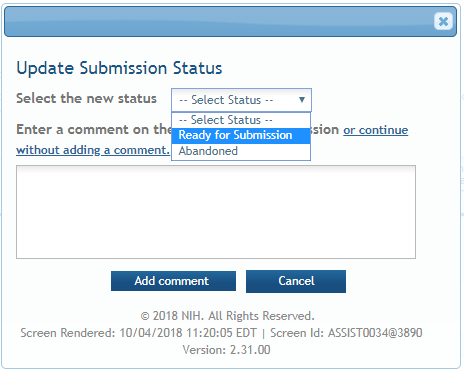 Update Submission Status
Select the new status -- Select Status --
-- Select Status --
Enter a comment on the ission or continue
Ready for Submission
without adding a comment.
Abandoned
Add comment Cancel
© 2018 NIH. All Rights Reserved.
Screen Rendered: 10/04/2018 11:20:05 EDT | Screen Id: ASSIST0034@3890
Version: 2.31.00